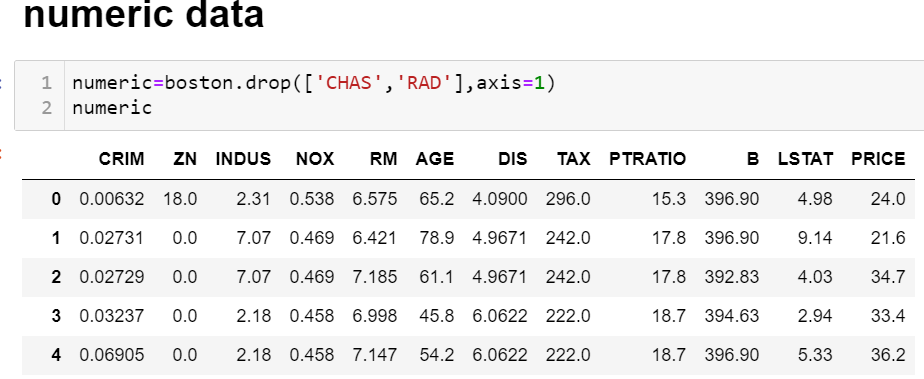 numeric data
1 numeric=boston.drop(['CHAS','RAD'],axis=1)
2 numeric
CRIM ZN INDUS NOX RM AGE DIS TAX PTRATIO B LSTAT PRICE
0 0.00632 18.0 2.31 0.538 6.575 65.2 4.0900 296.0 15.3 396.90 4.98 24.0
1 0.02731 0.0 7.07 0.469 6.421 78.9 4.9671 242.0 17.8 396.90 9.14 21.6
2 0.02729 0.0 7.07 0.469 7.185 61.1 4.9671 242.0 17.8 392.83 4.03 34.7
3 0.03237 0.0 2.18 0.458 6.998 45.8 6.0622 222.0 18.7 394.63 2.94 33.4
4 0.06905 0.0 2.18 0.458 7.147 54.2 6.0622 222.0 18.7 396.90 5.33 36.2